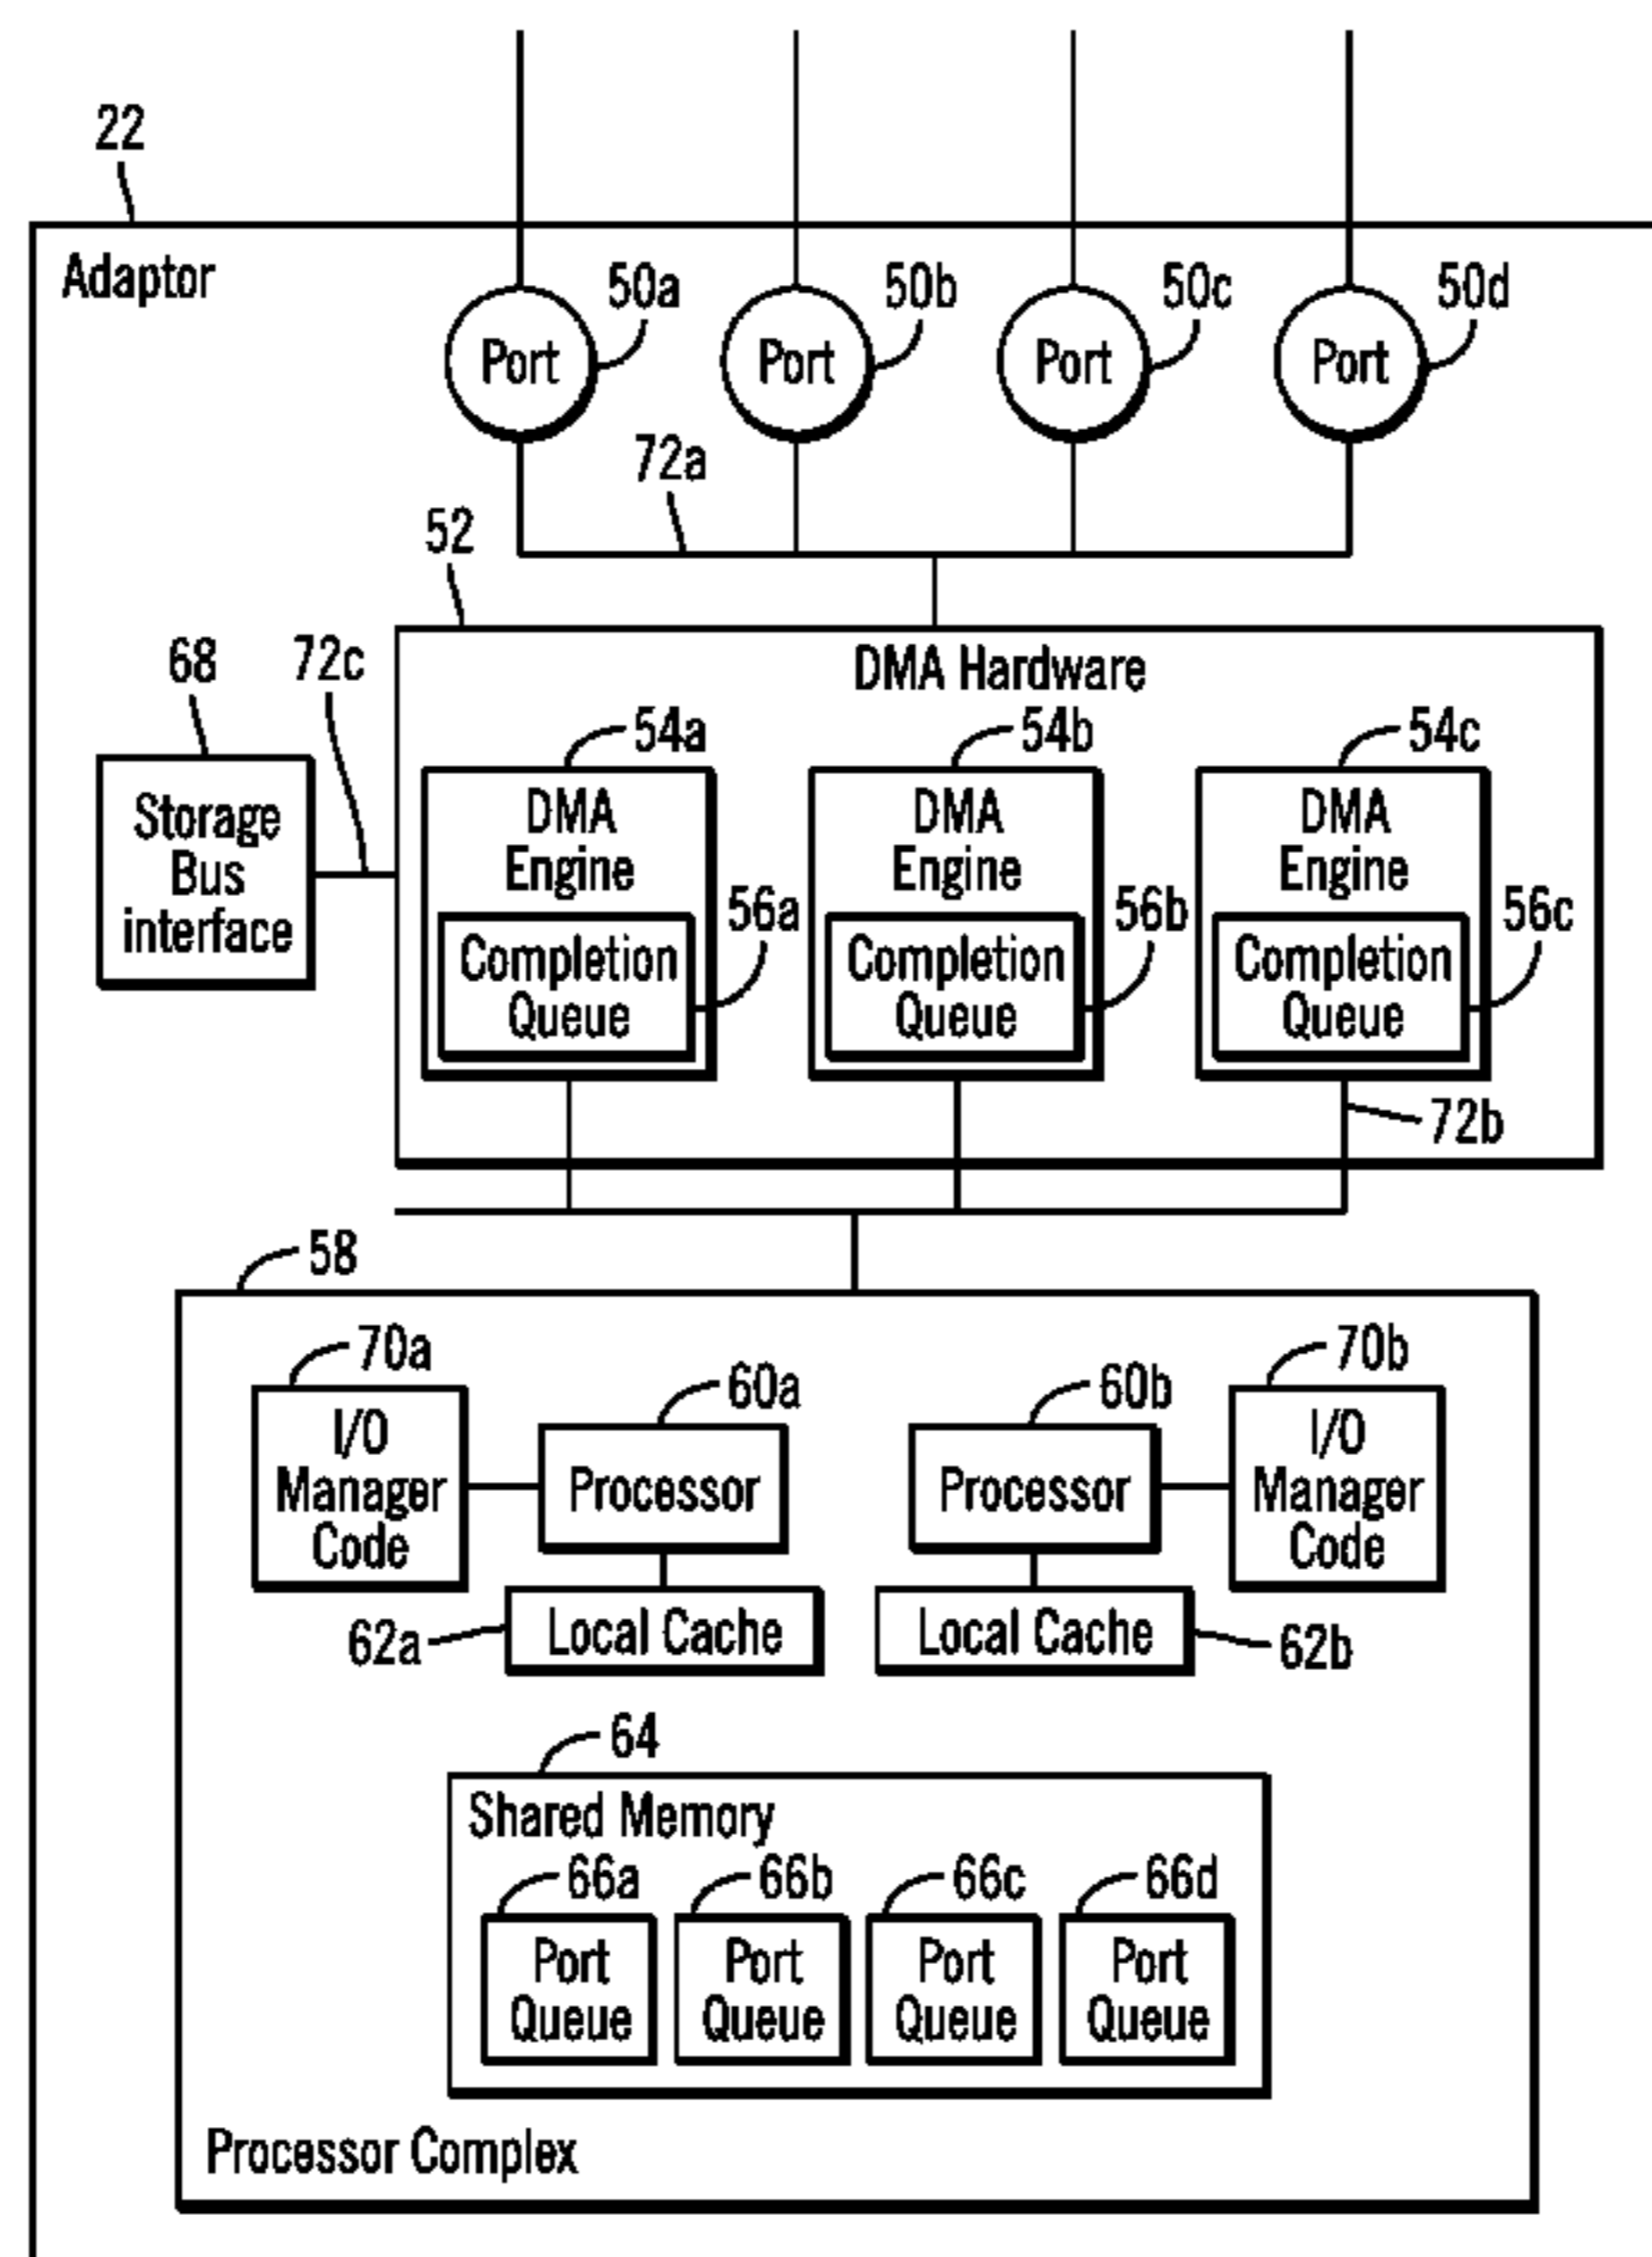 22
Adaptor
50a
50b
50c
50d
Port
Port
Port
Port
72a
52
68
72c
DMA Hardware
54a
54b
54c
Storage
Bus
interface
DMA
Engine
DMA
Engine
DMA
Engine
56a
56b
56c
Completion
Queue
Completion
Queue
Completion
Queue
72b
58
70a
60a
60b
70b
I/O
Manager
Code
Processor
Processor
I/O
Manager
Code
62a
Local Cache
Local Cache
62b
64
Shared Memory
66a
66b
66c
66d
Port
Queue
Port
Queue
Port
Queue
Port
Queue
Processor Complex